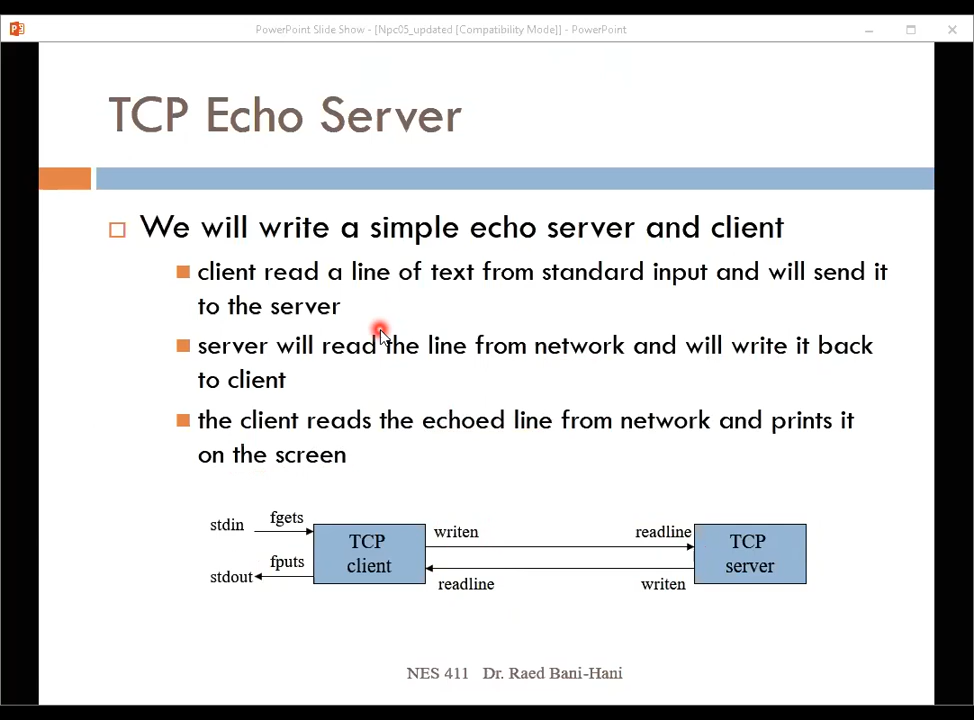 PowerPoint Slide Show - [Npc05_updated [Compatibility Mode]] - PowerPoint
TCP Echo Server
We will write a simple echo server and client
client read a line of text from standard input and will send it
to the server
server will read the line from network and will write it back
to client
the client reads the echoed line from network and prints it
on the screen
stdin
fgets
stdout
fputs
TCP
client
writen
readline
readline
writen
TCP
server
NES 411 Dr. Raed Bani-Hani